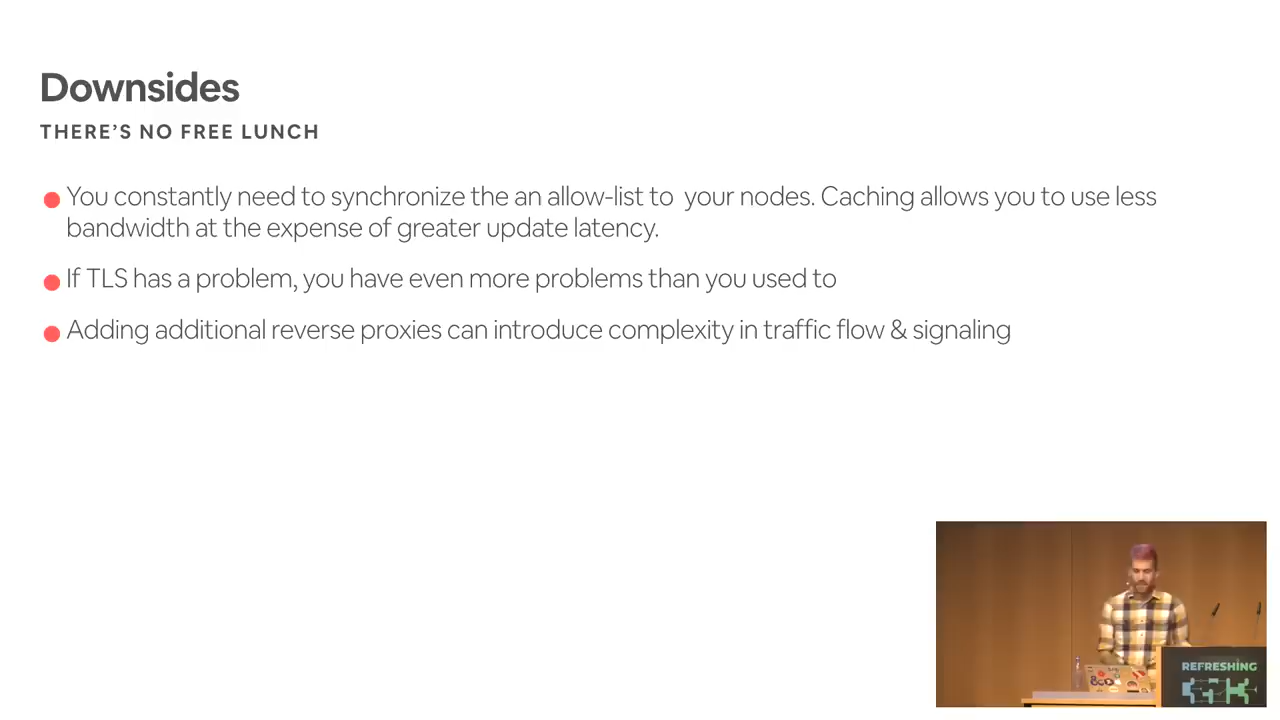 Downsides
THERE'S NO FREE LUNCH
You constantly need to synchronize the an allow-list to  your nodes. Caching allows you to use less
bandwidth at the expense of greater update latency.
If TLS has a problem, you have even more problems than you used to
Adding additional reverse proxies can introduce complexity in traffic flow & signaling
REFRESHING